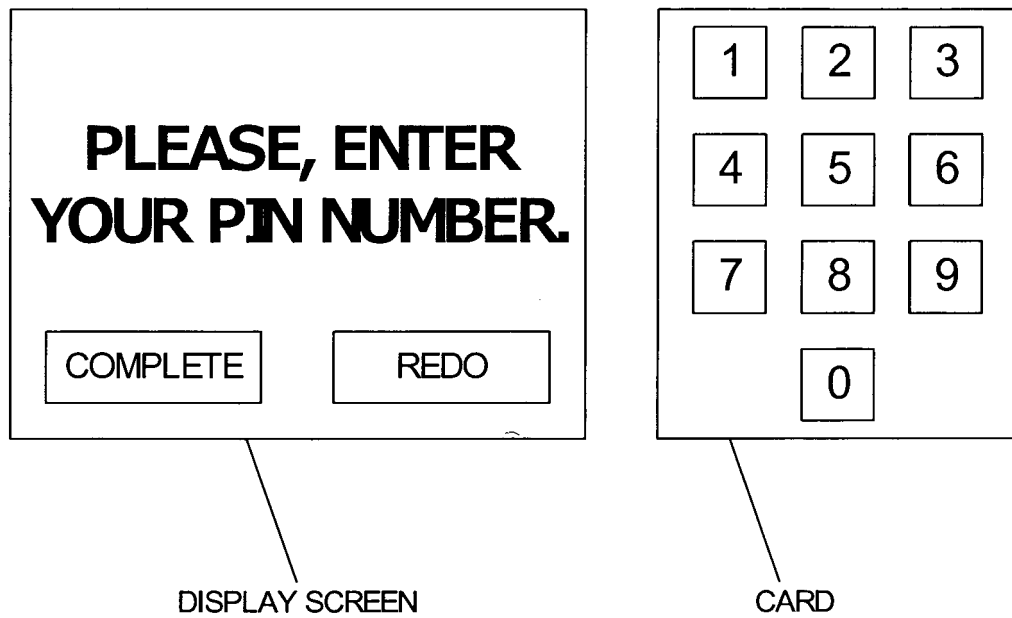 PLEASE, ENTER
YOUR PIN NUMBER.
COMPLETE REDO
1 2 3
4 5 6
7 8 9
0
DISPLAY SCREEN
CARD